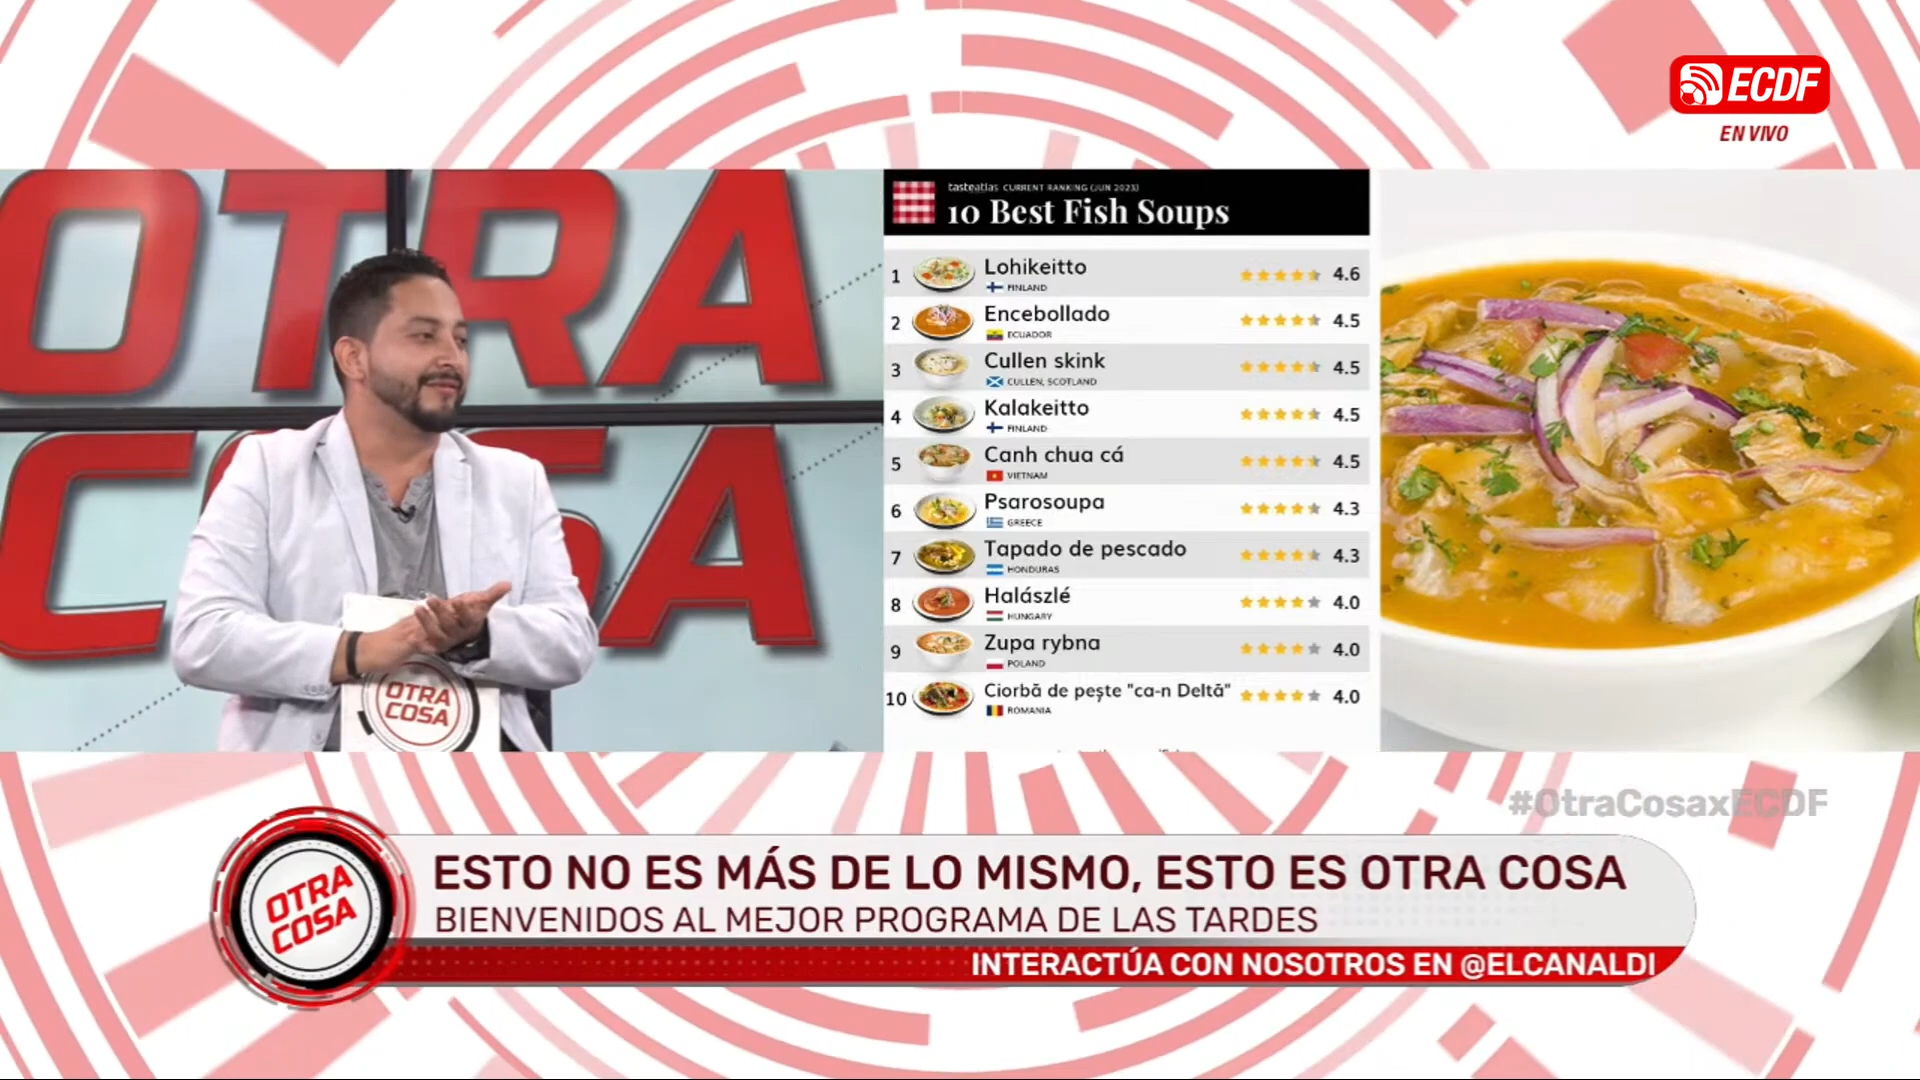 ECDF
EN VIVO
OTRA
COSA
tasteatlas CURRENT RANKING (JUN 2023)
10 Best Fish Soups
1 Lohikeitto 4.6
FINLAND
2 Encebollado 4.5
ECUADOR
3 Cullen skink 4.5
CULLEN, SCOTLAND
4 Kalakeitto 4.5
FINLAND
5 Canh chua cá 4.5
VIETNAM
6 Psarosoupa 4.3
GREECE
7 Tapado de pescado 4.3
HONDURAS
8 Halászlé 4.0
HUNGARY
9 Zupa rybna 4.0
POLAND
10 Ciorbă de pește "ca-n Deltă" 4.0
ROMANIA
OTRA
COSA
#OtraCosaxECDF
OTRA
COSA
ESTO NO ES MÁS DE LO MISMO, ESTO ES OTRA COSA
BIENVENIDOS AL MEJOR PROGRAMA DE LAS TARDES
INTERACTÚA CON NOSOTROS EN @ELCANALDI